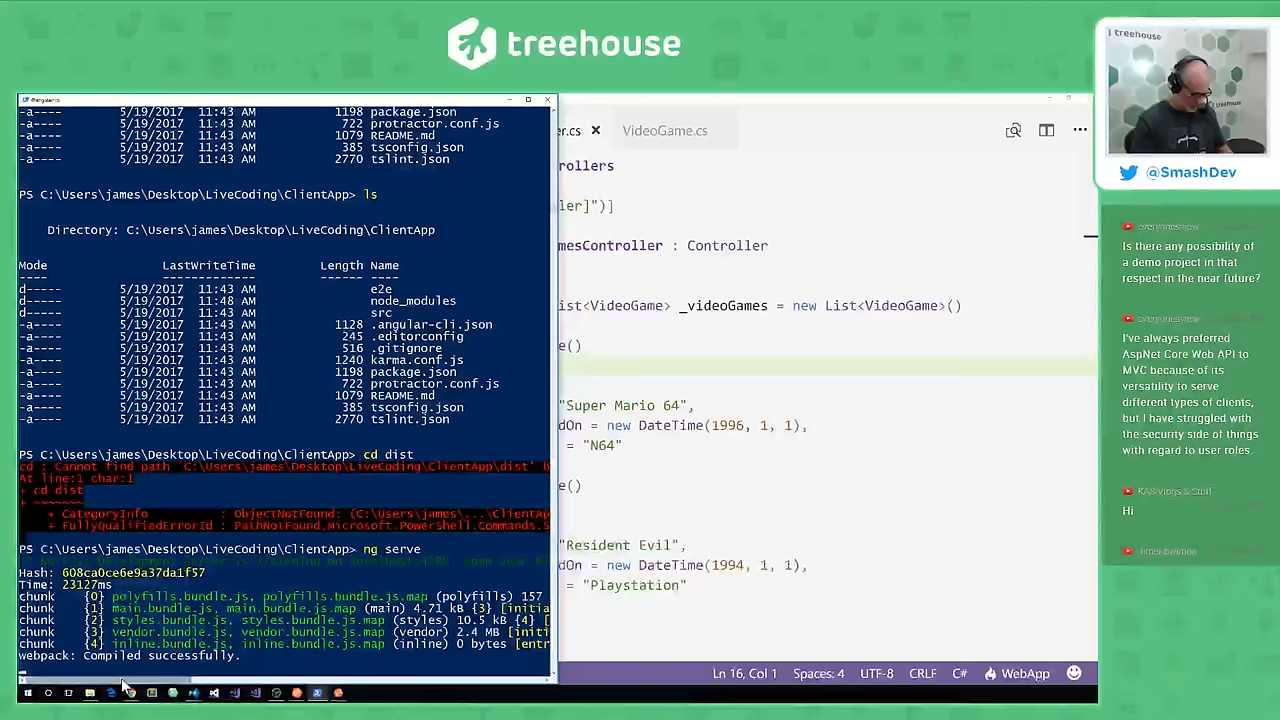 treehouse
-a---- 5/19/2017 11:43 AM 1198 package.json
-a---- 5/19/2017 11:43 AM 722 protractor.conf.js
-a---- 5/19/2017 11:43 AM 1079 README.md
-a---- 5/19/2017 11:43 AM 385 tsconfig.json
-a---- 5/19/2017 11:43 AM 2770 tslint.json
PS C:\Users\james\Desktop\LiveCoding\ClientApp> ls
Directory: C:\Users\james\Desktop\LiveCoding\ClientApp
Mode LastWriteTime Length Name
---- ------------- ------ ----
d----- 5/19/2017 11:43 AM e2e
d----- 5/19/2017 11:48 AM node_modules
d----- 5/19/2017 11:43 AM src
-a---- 5/19/2017 11:43 AM 1128 .angular-cli.json
-a---- 5/19/2017 11:43 AM 245 .editorconfig
-a---- 5/19/2017 11:43 AM 516 .gitignore
-a---- 5/19/2017 11:43 AM 1240 karma.conf.js
-a---- 5/19/2017 11:43 AM 1198 package.json
-a---- 5/19/2017 11:43 AM 722 protractor.conf.js
-a---- 5/19/2017 11:43 AM 1079 README.md
-a---- 5/19/2017 11:43 AM 385 tsconfig.json
-a---- 5/19/2017 11:43 AM 2770 tslint.json
PS C:\Users\james\Desktop\LiveCoding\ClientApp> cd dist
cd : Cannot find path 'C:\Users\james\Desktop\LiveCoding\ClientApp\dist' b
At line:1 char:1
+ cd dist
+ ~~~~~~~
+ CategoryInfo : ObjectNotFound: (C:\Users\james\...\ClientAp
+ FullyQualifiedErrorId : PathNotFound,Microsoft.PowerShell.Commands.S
PS C:\Users\james\Desktop\LiveCoding\ClientApp> ng serve
Hash: 608ca0ce6e9a37da1f57
Time: 23127ms
chunk {0} polyfills.bundle.js, polyfills.bundle.js.map (polyfills) 157
chunk {1} main.bundle.js, main.bundle.js.map (main) 4.71 kB {3} [initia
chunk {2} styles.bundle.js, styles.bundle.js.map (styles) 10.5 kB {4} [
chunk {3} vendor.bundle.js, vendor.bundle.js.map (vendor) 2.4 MB [initi
chunk {4} inline.bundle.js, inline.bundle.js.map (inline) 0 bytes [entr
webpack: Compiled successfully.
er.cs VideoGame.cs
rollers
ler]")]
mesController : Controller
ist<VideoGame> _videoGames = new List<VideoGame>()
e()
"Super Mario 64",
dOn = new DateTime(1996, 1, 1),
= "N64"
e()
"Resident Evil",
dOn = new DateTime(1994, 1, 1),
= "Playstation"
Ln 16, Col 1 Spaces: 4 UTF-8 CRLF C# WebApp
treehouse
@SmashDev
Is there any possibility of
a demo project in that
respect in the near future?
I've always preferred
AspNet Core Web API to
MVC because of its
versatility to serve
different types of clients,
but I have struggled with
the security side of things
with regard to user roles.
KAS Vlogs & Stuff
Hi